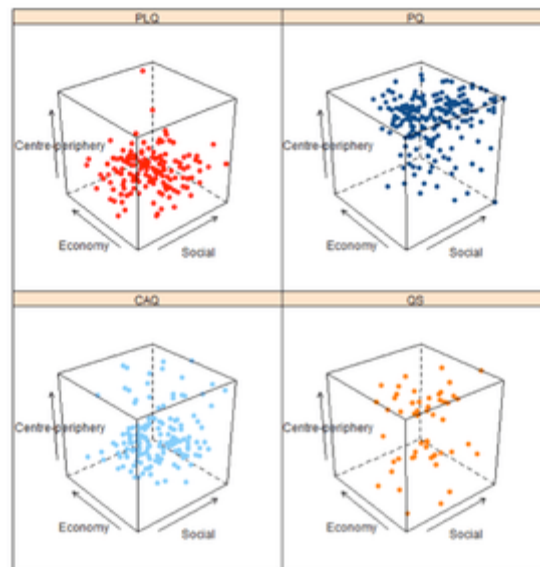 PLQ
PQ
Centre-periphery
Economy
Social
Centre-periphery
Economy
Social
CAQ
QS
Centre-periphery
Economy
Social
Centre-periphery
Economy
Social